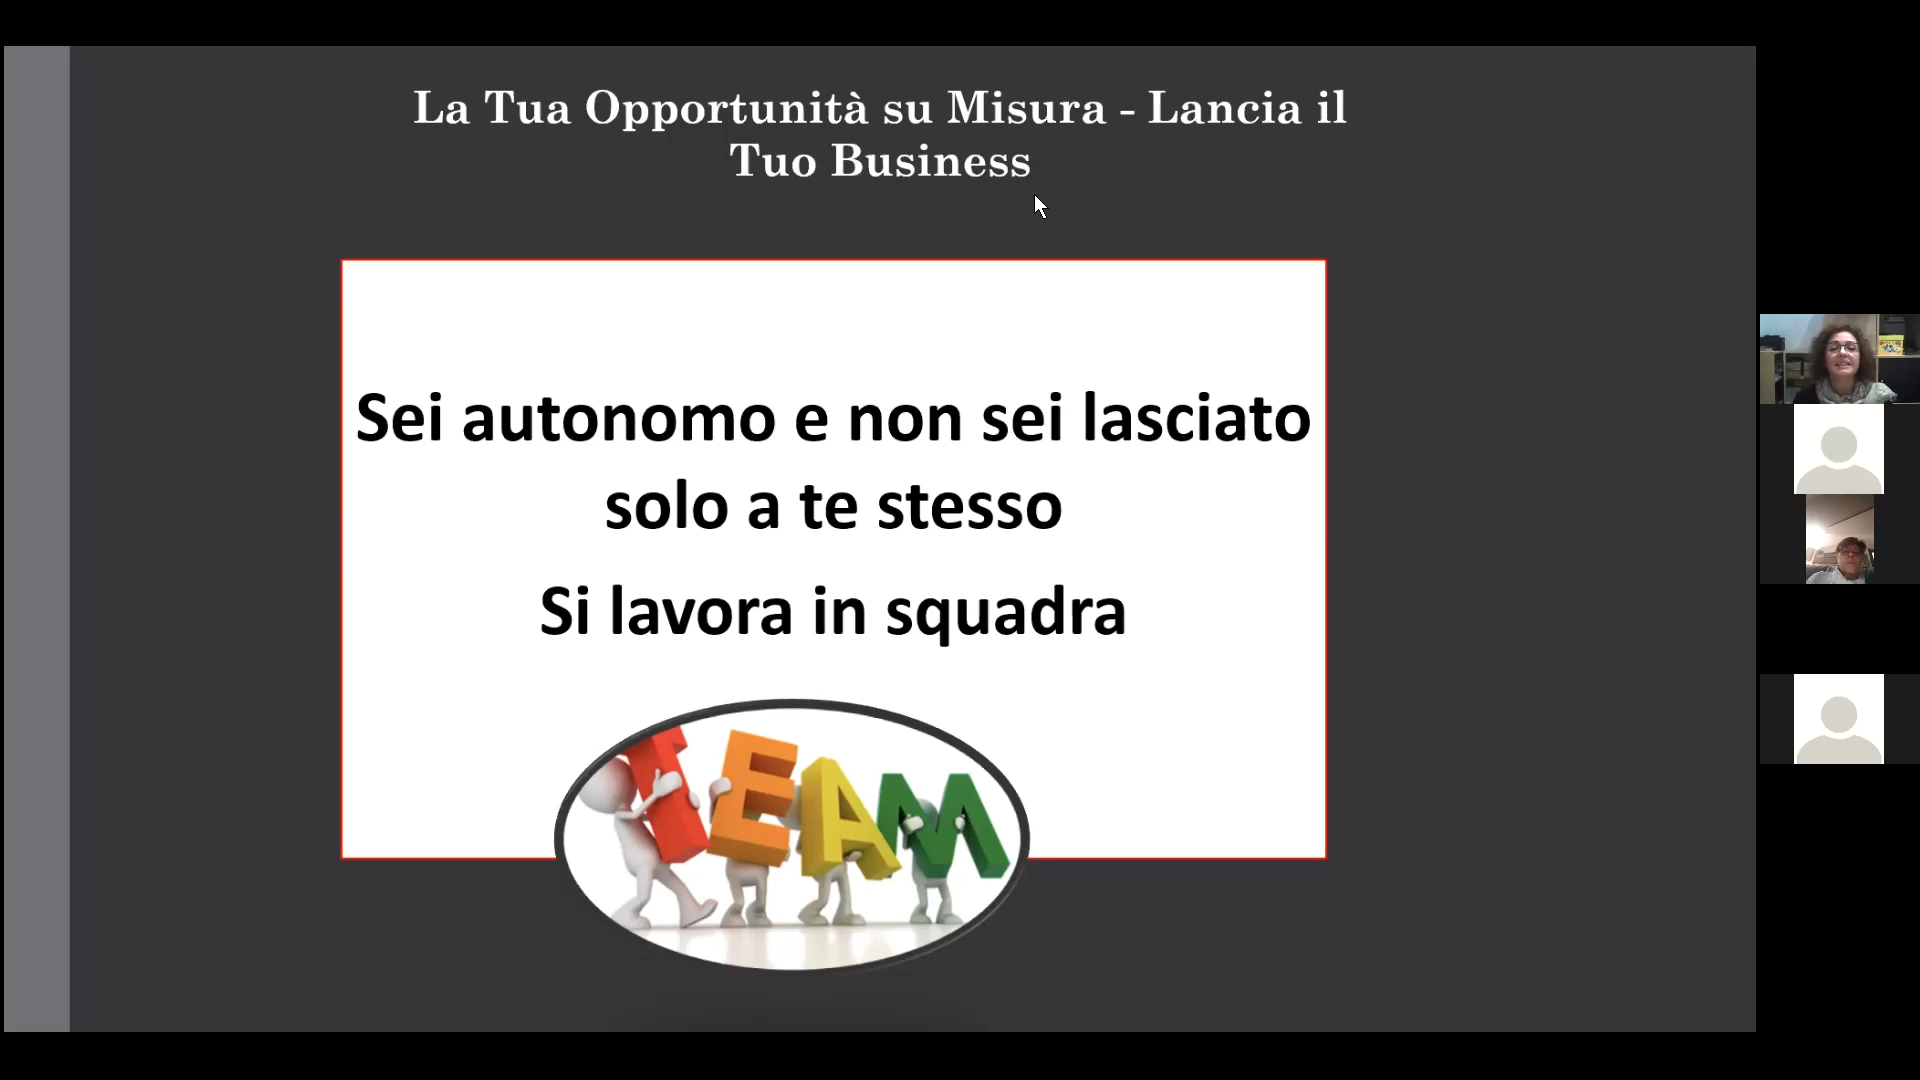 La Tua Opportunità su Misura - Lancia il
Tuo Business
Sei autonomo e non sei lasciato
solo a te stesso
Si lavora in squadra
TEAM